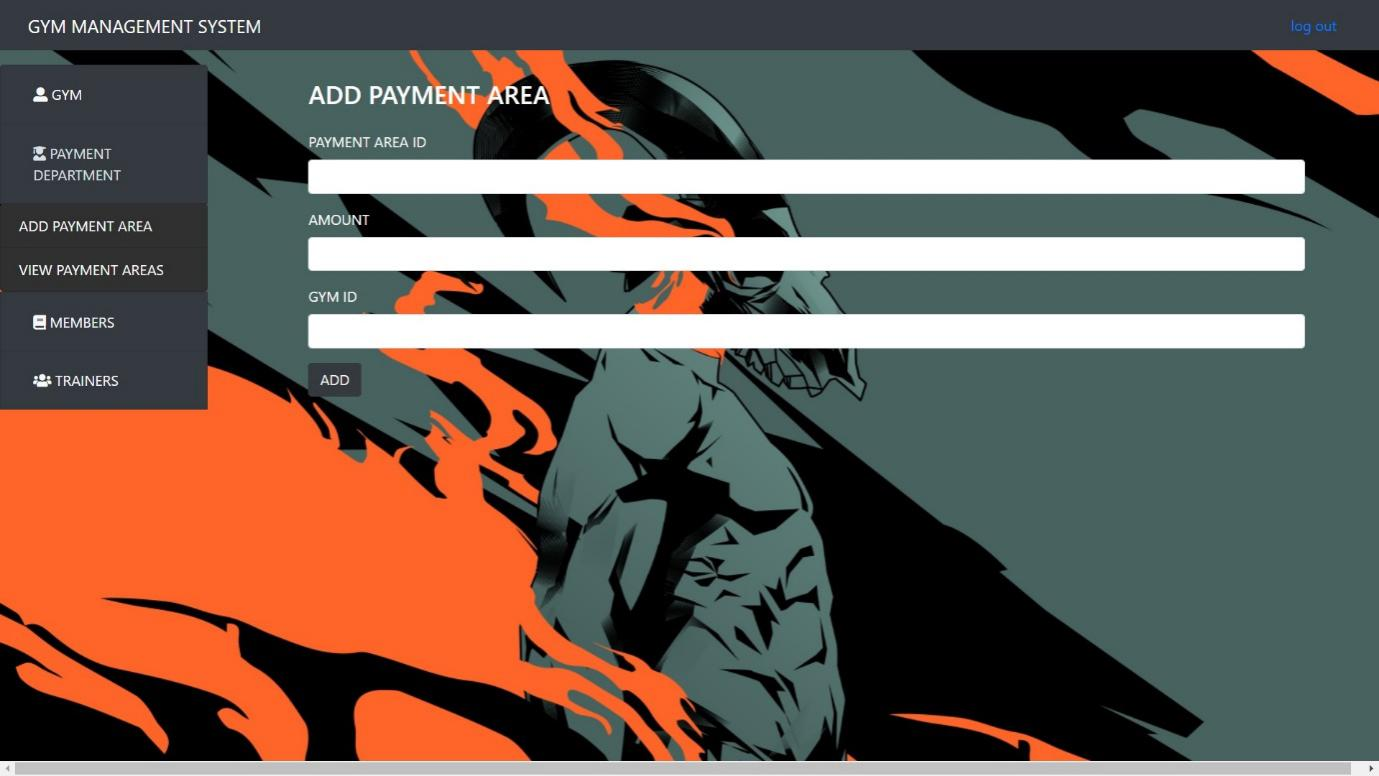 GYM MANAGEMENT SYSTEM
log out
GYM
PAYMENT
DEPARTMENT
ADD PAYMENT AREA
VIEW PAYMENT AREAS
MEMBERS
TRAINERS
ADD PAYMENT AREA
PAYMENT AREA ID
AMOUNT
GYM ID
ADD